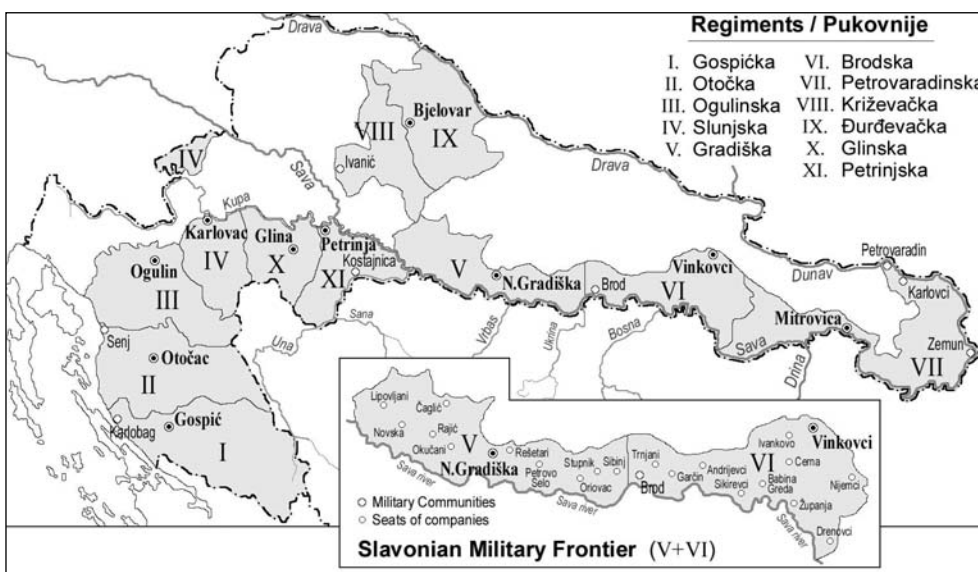 Regiments / Pukovnije
I. Gospićka
II. Otočka
III. Ogulinska
IV. Slunjska
V. Gradiška
VI. Brodska
VII. Petrovaradinska
VIII. Križevačka
IX. Đurđevačka
X. Glinska
XI. Petrinjska
Drava
VIII
Bjelovar
IX
Ivanić
IV
Sava
Drava
Kupa
Karlovac
IV
Glina
X
Petrinja
Kostajnica
XI
Ogulin
III
V
N.Gradiška
Brod
VI
Vinkovci
Petrovaradin
Dunav
Karlovci
Mitrovica
Zemun
VII
Senj
Una
Sana
Vrbas
Ukrina
Bosna
Sava
Drina
Otočac
II
Karlobag
Gospić
I
Lipovljani
Čaglić
Novska
Rajić
Okučani
V
N.Gradiška
Rešetari
Petrovo
Selo
Stupnik
Sibinj
Oriovac
Trnjani
Brod
Garčin
Andrijevci
Sikirevci
VI
Ivankovo
Vinkovci
Cerna
Babina
Greda
Nijemci
Županja
Drenovci
Sava river
Sava river
Sava river
Military Communities
Seats of companies
Slavonian Military Frontier (V+VI)